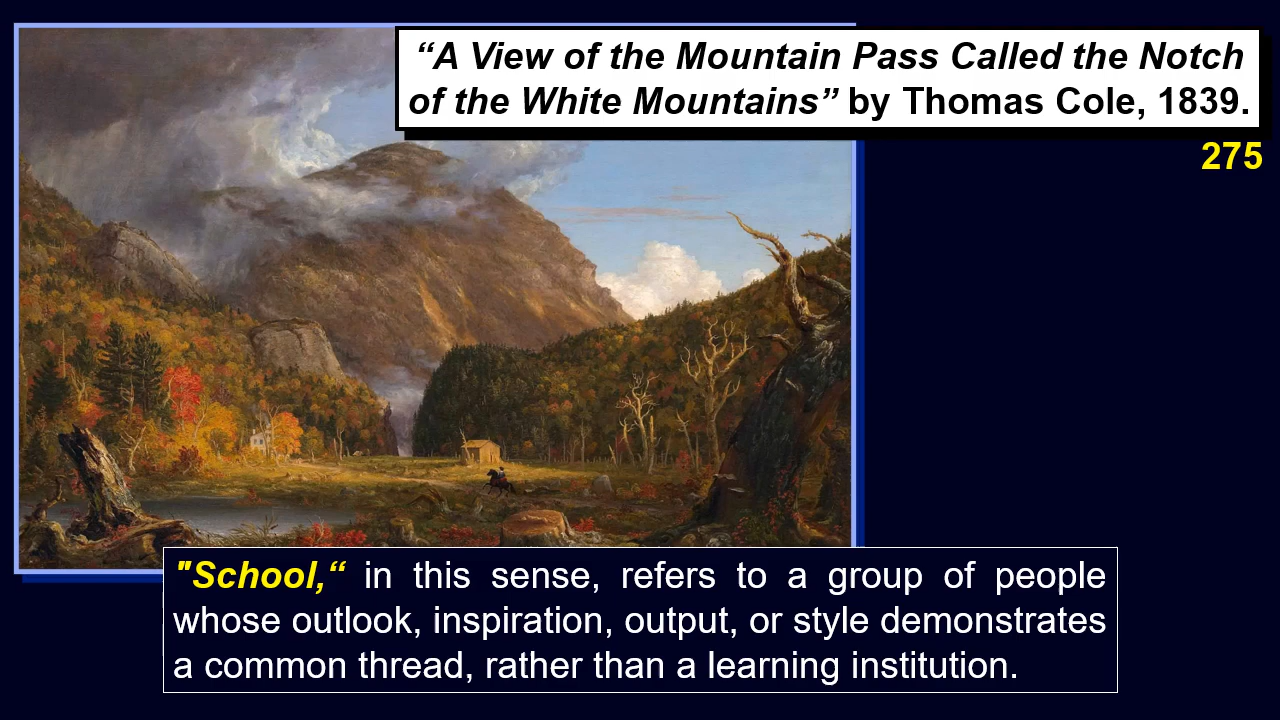 “A View of the Mountain Pass Called the Notch
of the White Mountains” by Thomas Cole, 1839.
275
"School,“ in this sense, refers to a group of people
whose outlook, inspiration, output, or style demonstrates
a common thread, rather than a learning institution.